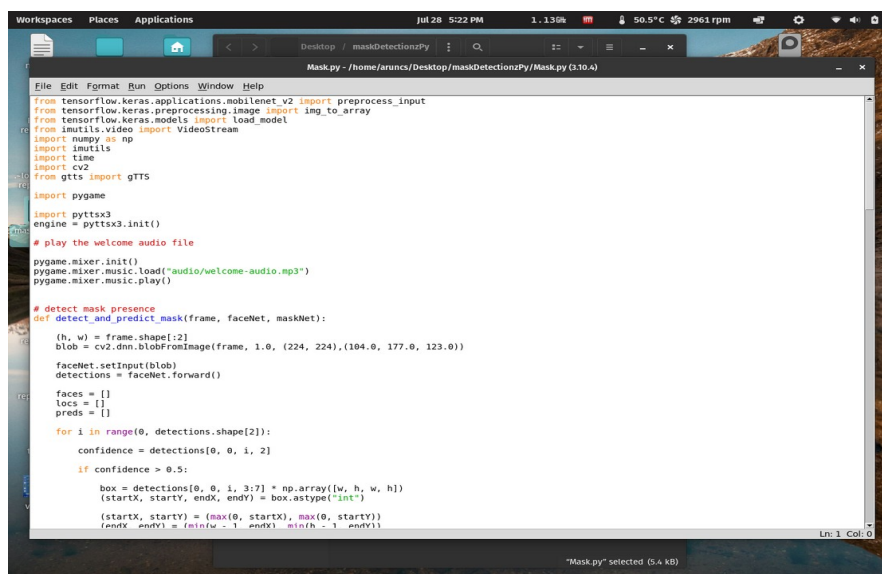 Workspaces Places Applications Jul 28 5:22 PM 50.5°C 2961 rpm
Desktop / maskDetectionzPy
Mask.py - /home/aruncs/Desktop/maskDetectionzPy/Mask.py (3.10.4)
File Edit Format Run Options Window Help
from tensorflow.keras.applications.mobilenet_v2 import preprocess_input
from tensorflow.keras.preprocessing.image import img_to_array
from tensorflow.keras.models import load_model
from imutils.video import VideoStream
import numpy as np
import imutils
import time
import cv2
from gtts import gTTS
import pygame
import pyttsx3
engine = pyttsx3.init()
# play the welcome audio file
pygame.mixer.init()
pygame.mixer.music.load("audio/welcome-audio.mp3")
pygame.mixer.music.play()
# detect mask presence
def detect_and_predict_mask(frame, faceNet, maskNet):
(h, w) = frame.shape[:2]
blob = cv2.dnn.blobFromImage(frame, 1.0, (224, 224),(104.0, 177.0, 123.0))
faceNet.setInput(blob)
detections = faceNet.forward()
faces = []
locs = []
preds = []
for i in range(0, detections.shape[2]):
confidence = detections[0, 0, i, 2]
if confidence > 0.5:
box = detections[0, 0, i, 3:7] * np.array([w, h, w, h])
(startX, startY, endX, endY) = box.astype("int")
(startX, startY) = (max(0, startX), max(0, startY))
(endX, endY) = (min(w - 1, endX), min(h - 1, endY))
Ln: 1 Col: 0
"Mask.py" selected (5.4 kB)